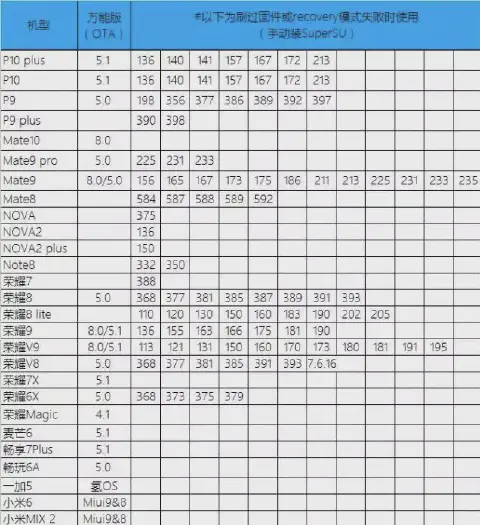 机型 万能版 #以下为刷过固件或recovery模式失败时使用
（OTA） （手动装SuperSU）
P10 plus 5.1 136 140 141 157 167 172 213
P10 5.1 136 140 141 157 167 172 213
P9 5.0 198 356 377 386 389 392 397
P9 plus 390 398
Mate10 8.0
Mate9 pro 5.0 225 231 233
Mate9 8.0/5.0 156 165 167 173 175 186 211 213 225 231 233 235
Mate8 584 587 588 589 592
NOVA 375
NOVA2 136
NOVA2 plus 150
Note8 332 350
荣耀7 388
荣耀8 5.0 368 377 381 385 387 389 391 393
荣耀8 lite 110 120 130 150 160 183 190 202 205
荣耀9 8.0/5.1 136 155 163 166 175 181 190
荣耀V9 8.0/5.1 113 121 131 150 160 170 173 180 181 191 195
荣耀V8 5.0 368 377 381 385 391 393 7.6.16
荣耀7X 5.1
荣耀6X 5.0 368 373 375 379
荣耀Magic 4.1
麦芒6 5.1
畅享7Plus 5.1
畅玩6A 5.0
一加5 氢OS
小米6 Miui9&8
小米MIX 2 Miui9&8